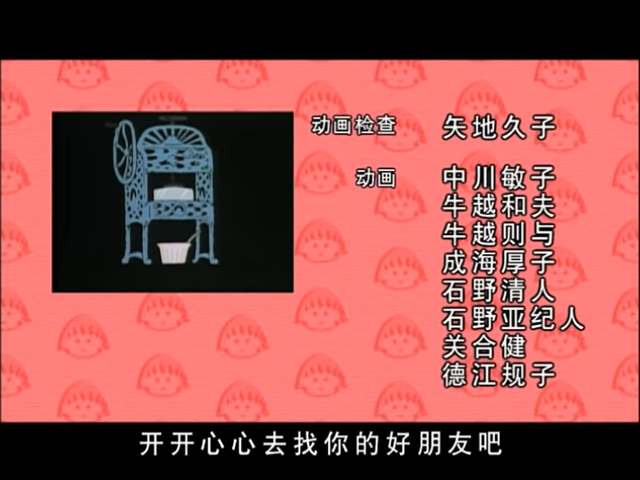 动画检查 矢地久子
动画 中川敏子
牛越和夫
牛越则与
成海厚子
石野清人
石野亚纪人
关合健
德江规子
开开心心去找你的好朋友吧